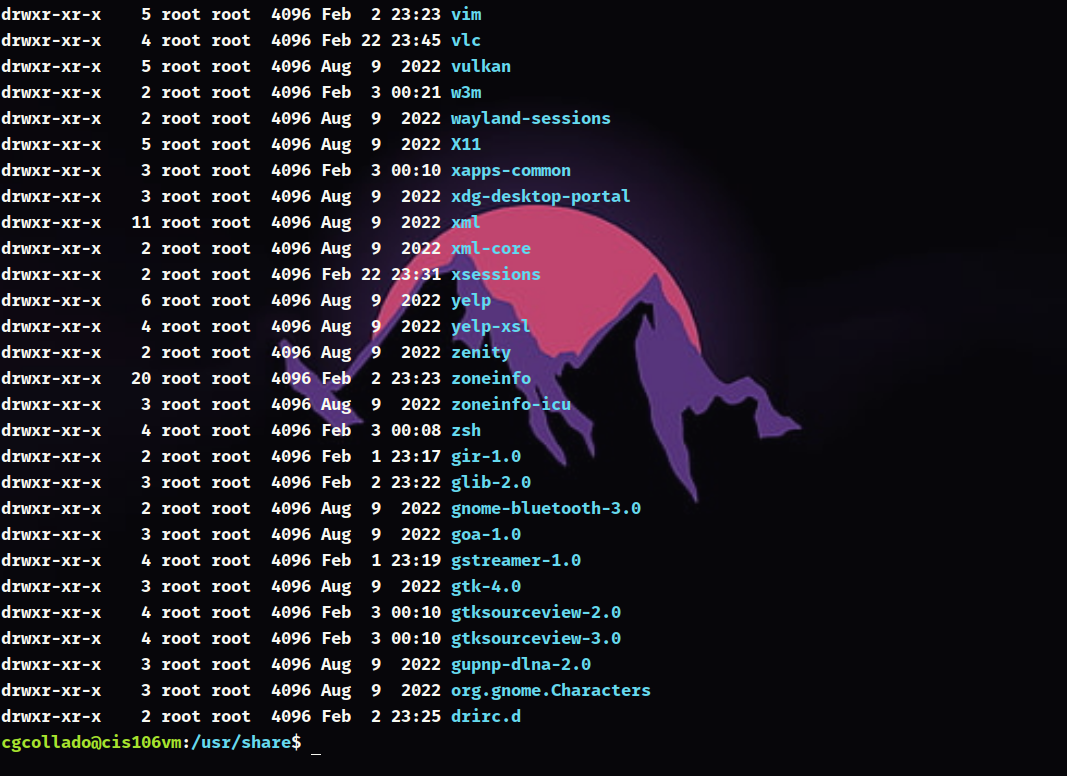 drwxr-xr-x    5 root root  4096 Feb  2 23:23 vim
drwxr-xr-x    4 root root  4096 Feb 22 23:45 vlc
drwxr-xr-x    5 root root  4096 Aug  9  2022 vulkan
drwxr-xr-x    2 root root  4096 Feb  3 00:21 w3m
drwxr-xr-x    2 root root  4096 Aug  9  2022 wayland-sessions
drwxr-xr-x    5 root root  4096 Aug  9  2022 X11
drwxr-xr-x    3 root root  4096 Feb  3 00:10 xapps-common
drwxr-xr-x    3 root root  4096 Aug  9  2022 xdg-desktop-portal
drwxr-xr-x   11 root root  4096 Aug  9  2022 xml
drwxr-xr-x    2 root root  4096 Aug  9  2022 xml-core
drwxr-xr-x    2 root root  4096 Feb 22 23:31 xsessions
drwxr-xr-x    6 root root  4096 Aug  9  2022 yelp
drwxr-xr-x    4 root root  4096 Aug  9  2022 yelp-xsl
drwxr-xr-x    2 root root  4096 Aug  9  2022 zenity
drwxr-xr-x   20 root root  4096 Feb  2 23:23 zoneinfo
drwxr-xr-x    3 root root  4096 Aug  9  2022 zoneinfo-icu
drwxr-xr-x    4 root root  4096 Feb  3 00:08 zsh
drwxr-xr-x    2 root root  4096 Feb  1 23:17 gir-1.0
drwxr-xr-x    3 root root  4096 Feb  2 23:22 glib-2.0
drwxr-xr-x    2 root root  4096 Aug  9  2022 gnome-bluetooth-3.0
drwxr-xr-x    3 root root  4096 Aug  9  2022 goa-1.0
drwxr-xr-x    4 root root  4096 Feb  1 23:19 gstreamer-1.0
drwxr-xr-x    3 root root  4096 Aug  9  2022 gtk-4.0
drwxr-xr-x    4 root root  4096 Feb  3 00:10 gtksourceview-2.0
drwxr-xr-x    4 root root  4096 Feb  3 00:10 gtksourceview-3.0
drwxr-xr-x    3 root root  4096 Aug  9  2022 gupnp-dlna-2.0
drwxr-xr-x    3 root root  4096 Aug  9  2022 org.gnome.Characters
drwxr-xr-x    2 root root  4096 Feb  2 23:25 drirc.d
cgcollado@cis106vm:/usr/share$ _